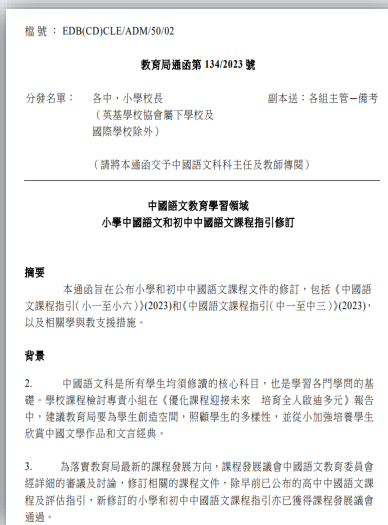 檔號：EDB(CD)CLE/ADM/50/02
教育局通函第 134/2023 號
分發名單： 各中、小學校長 副本送：各組主管－備考
（英基學校協會屬下學校及
國際學校除外）
（請將本通函交予中國語文科科主任及教師傳閱）
中國語文教育學習領域
小學中國語文和初中中國語文課程指引修訂
摘要
本通函旨在公布小學和初中中國語文課程文件的修訂，包括《中國語
文課程指引（小一至小六）》(2023)和《中國語文課程指引（中一至中三）》(2023)，
以及相關學與教支援措施。
背景
2. 中國語文科是所有學生均須修讀的核心科目，也是學習各門學問的基
礎。學校課程檢討專責小組在《優化課程迎接未來 培育全人啟迪多元》報告
中，建議教育局要為學生創造空間，照顧學生的多樣性，並從小加強培養學生
欣賞中國文學作品和文言經典。
3. 為落實教育局最新的課程發展方向，課程發展議會中國語文教育委員會
經詳細的審議及討論，修訂相關的課程文件，除早前已公布的高中中國語文課
程及評估指引，新修訂的小學和初中中國語文課程指引亦已獲得課程發展議會
通過。